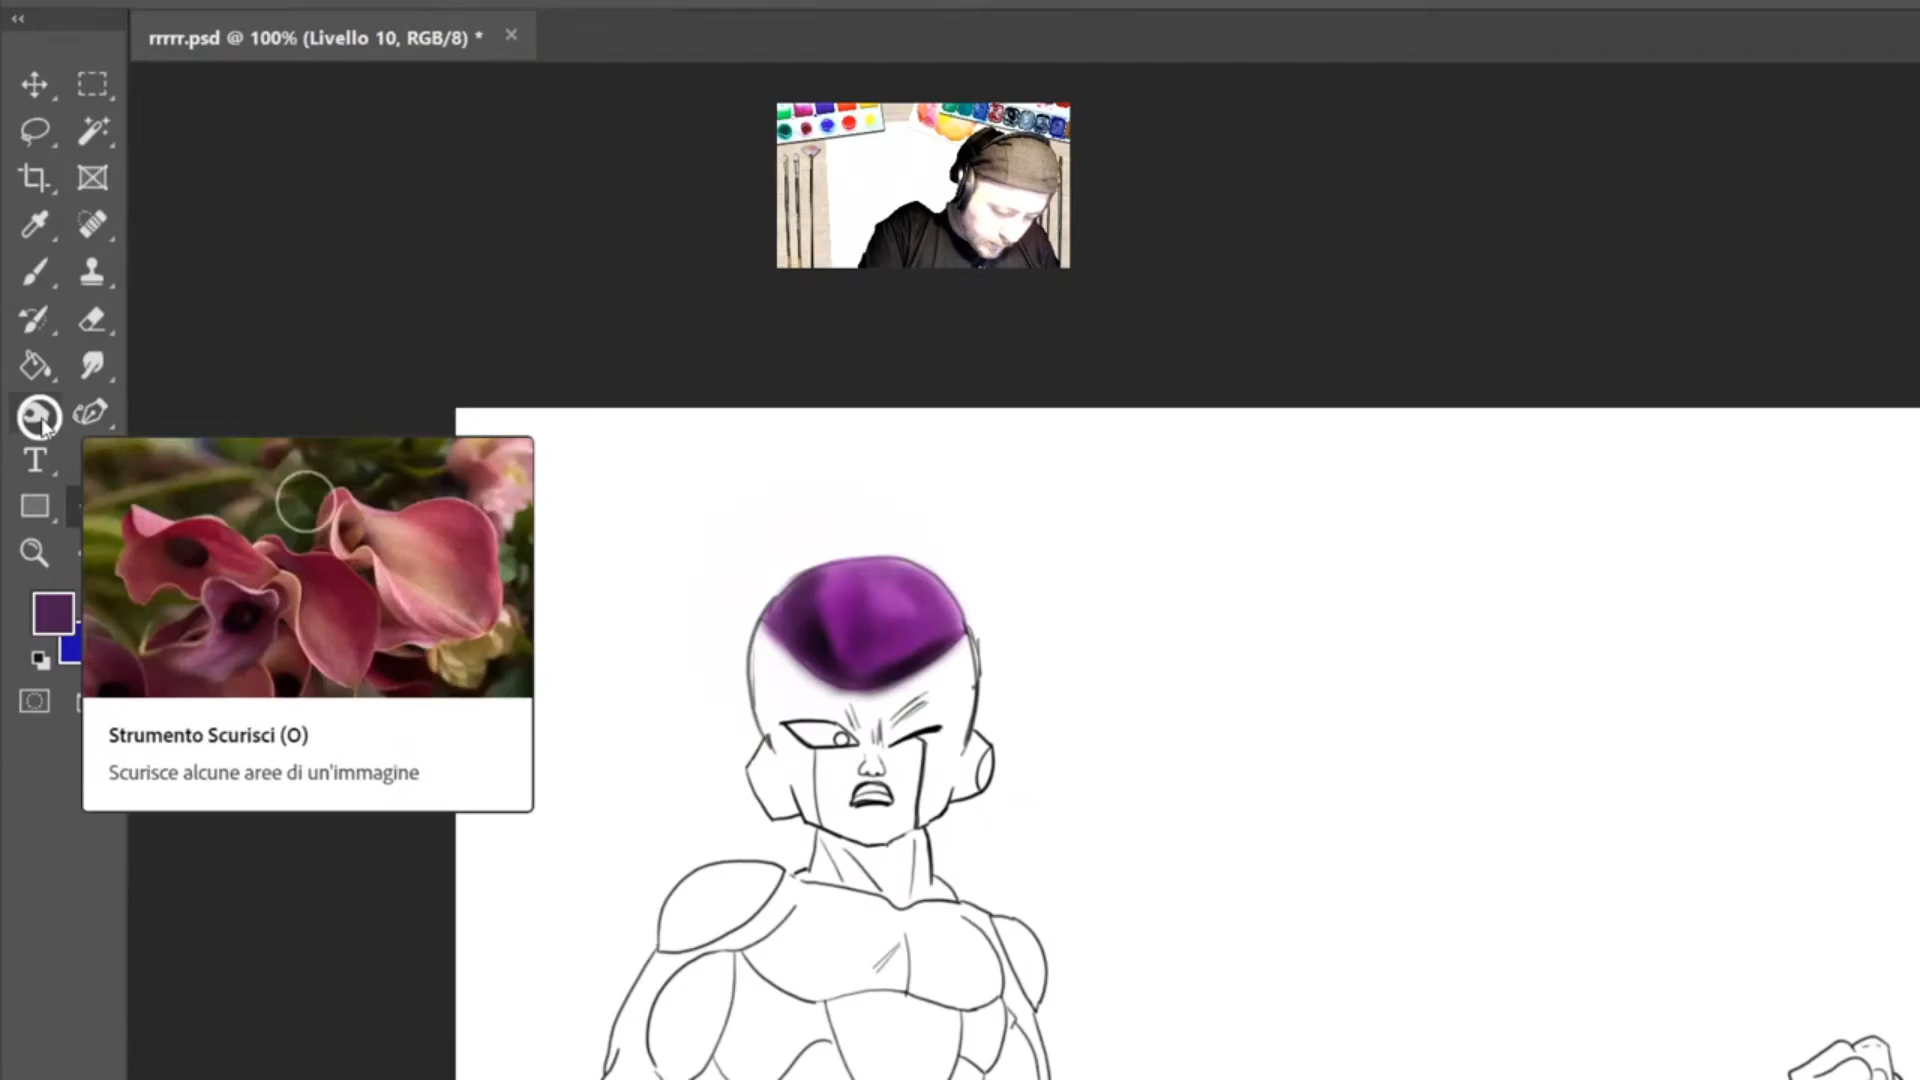 rrrrr.psd @ 100% (Livello 10, RGB/8) *
Strumento Scurisci (O)
Scurisce alcune aree di un'immagine